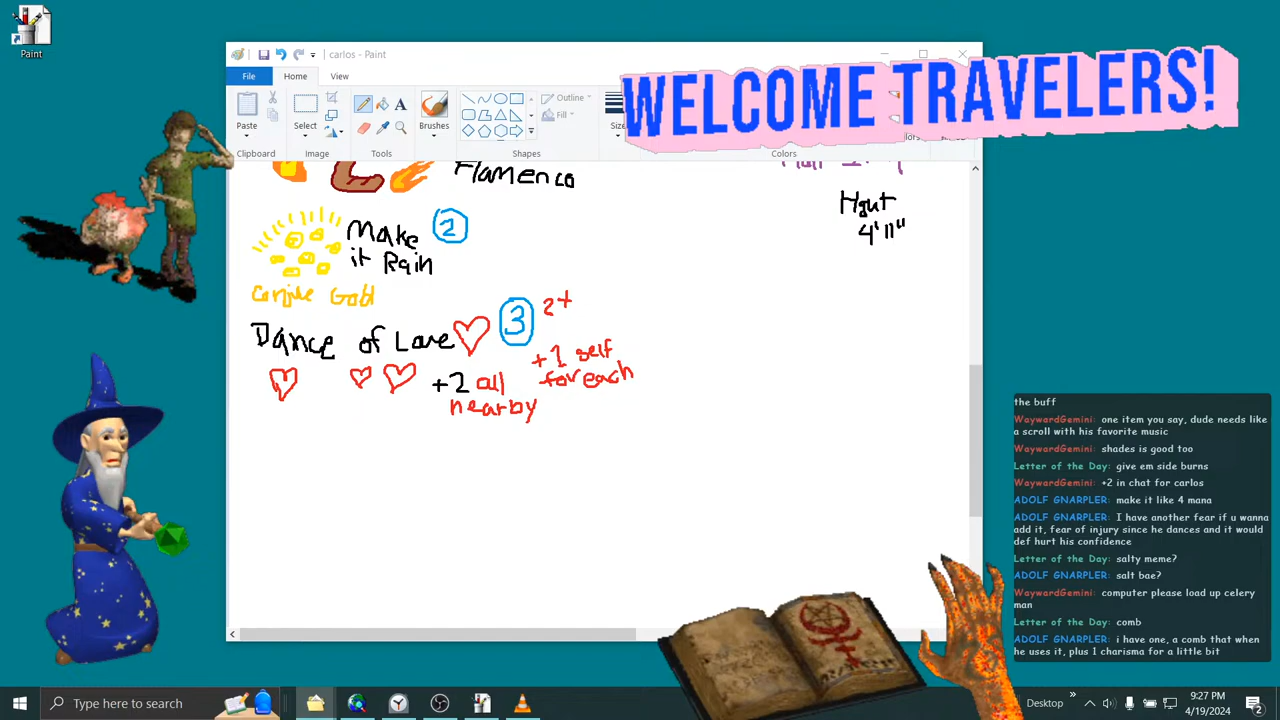 Paint
carlos - Paint
WELCOME TRAVELERS!
File Home View
Paste
Select
Brushes
Outline
Fill
Size
Clipboard Image Tools Shapes Colors
Flamenco
Hgut
4'11"
Make
it Rain
2
Conjure Gold
Dance of Love
3
2+
+1 self
for each
+2 all
nearby
the buff
WaywardGemini: one item you say, dude needs like
a scroll with his favorite music
WaywardGemini: shades is good too
Letter of the Day: give em side burns
WaywardGemini: +2 in chat for carlos
ADOLF GNARPLER: make it like 4 mana
ADOLF GNARPLER: I have another fear if u wanna
add it, fear of injury since he dances and it would
def hurt his confidence
Letter of the Day: salty meme?
ADOLF GNARPLER: salt bae?
WaywardGemini: computer please load up celery
man
Letter of the Day: comb
ADOLF GNARPLER: i have one, a comb that when
he uses it, plus 1 charisma for a little bit
Type here to search
Desktop
9:27 PM
4/19/2024
2